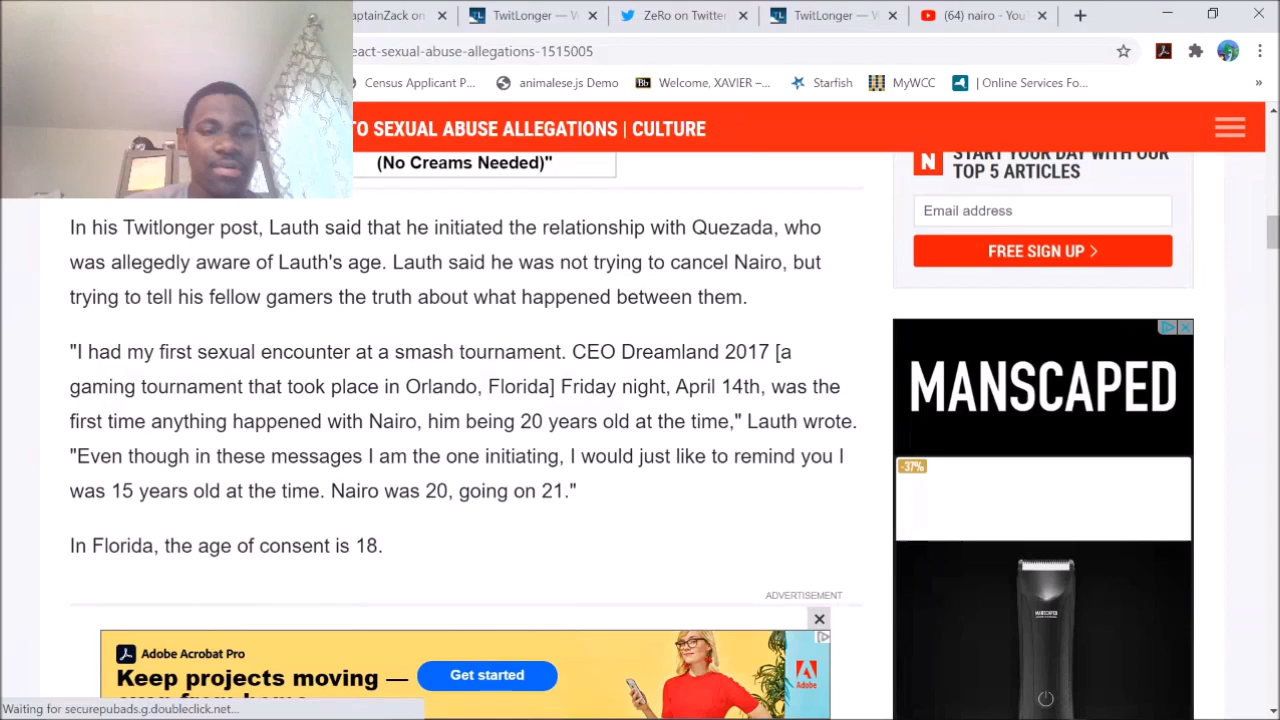 aptainZack on
TwitLonger —
ZeRo on Twitter
TwitLonger —
(64) nairo - You
eact-sexual-abuse-allegations-1515005
Census Applicant P...
animalese.js Demo
Bb
Welcome, XAVIER –...
Starfish
MyWCC
| Online Services Fo...
»
TO SEXUAL ABUSE ALLEGATIONS | CULTURE
(No Creams Needed)"
N
START YOUR DAY WITH OUR
TOP 5 ARTICLES
Email address
FREE SIGN UP >
In his Twitlonger post, Lauth said that he initiated the relationship with Quezada, who
was allegedly aware of Lauth's age. Lauth said he was not trying to cancel Nairo, but
trying to tell his fellow gamers the truth about what happened between them.
"I had my first sexual encounter at a smash tournament. CEO Dreamland 2017 [a
gaming tournament that took place in Orlando, Florida] Friday night, April 14th, was the
first time anything happened with Nairo, him being 20 years old at the time," Lauth wrote.
"Even though in these messages I am the one initiating, I would just like to remind you I
was 15 years old at the time. Nairo was 20, going on 21."
In Florida, the age of consent is 18.
MANSCAPED
-37%
MANSCAPED
ADVERTISEMENT
Adobe Acrobat Pro
Keep projects moving —
Get started
Adobe
Waiting for securepubads.g.doubleclick.net...